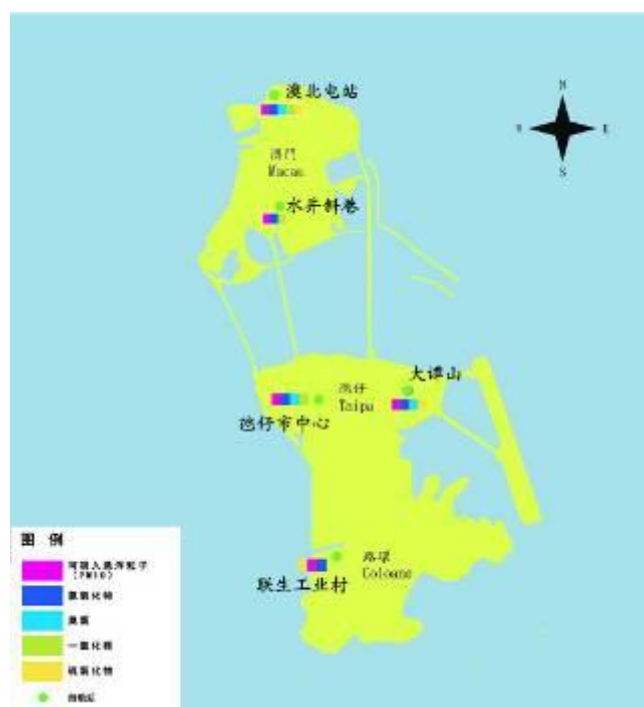 N
澳北电站
澳門
Macau
E
S
水井斜巷
大谭山
氹仔
Taipa
氹仔市中心
路環
Coloane
联生工业村
图 例
可吸入悬浮粒子
(PM10)
氮氧化物
臭氧
一氧化碳
硫氧化物